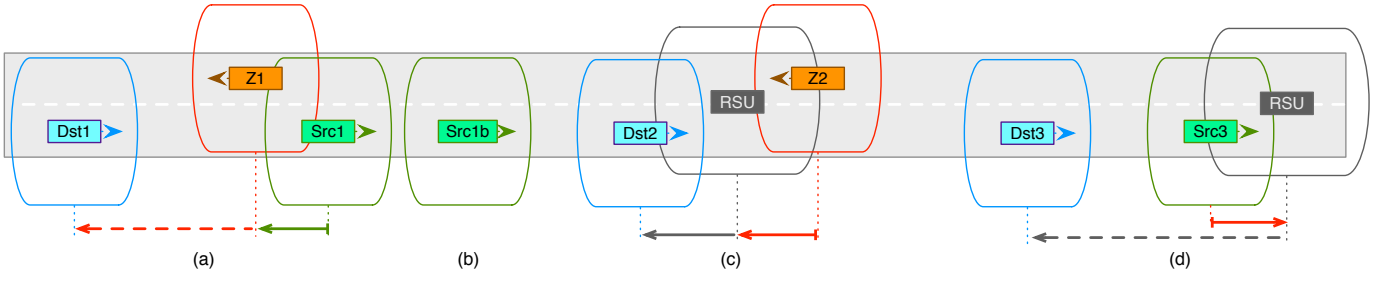 Z1
RSU
Z2
RSU
Dst1
Src1
Src1b
Dst2
Dst3
Src3
(a)
(b)
(c)
(d)